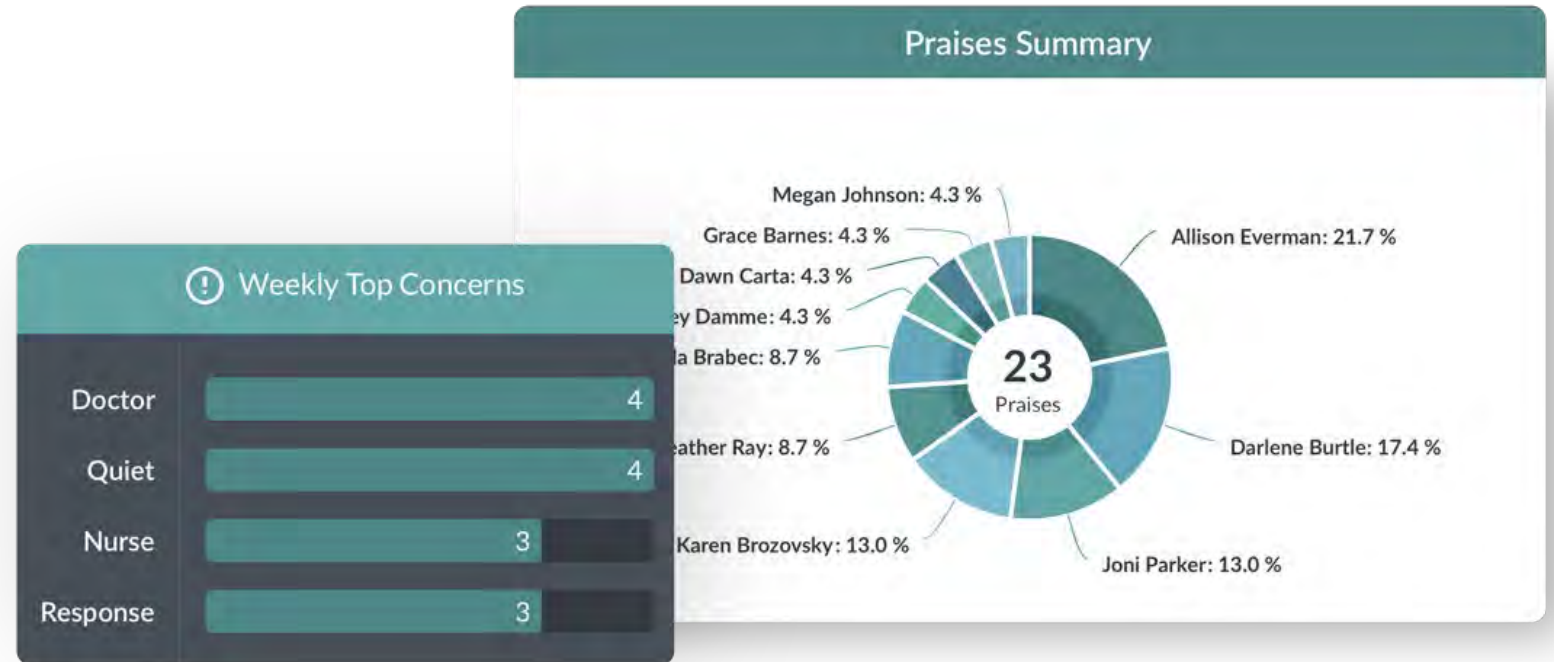 Praises Summary
Megan Johnson: 4.3 %
Grace Barnes: 4.3 %
Dawn Carta: 4.3 %
Damme: 4.3 %
Brabec: 8.7 %
Ray: 8.7 %
Karen Brozovsky: 13.0 %
Joni Parker: 13.0 %
Darlene Burtle: 17.4 %
Allison Everman: 21.7 %
23
Praises
Weekly Top Concerns
Doctor 4
Quiet 4
Nurse 3
Response 3